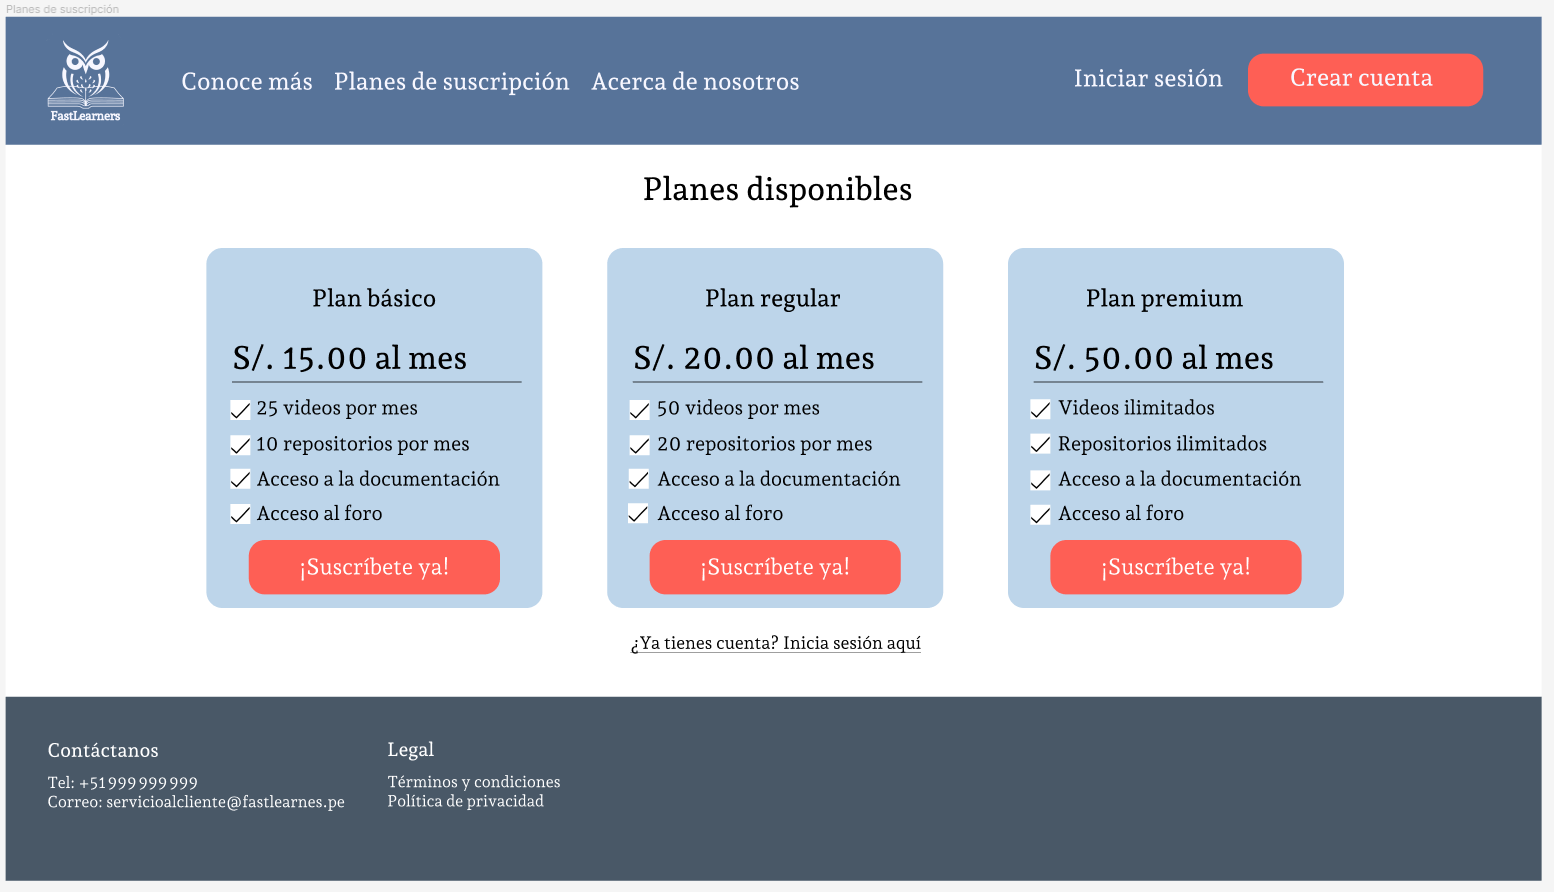 Planes de suscripción
FastLearners
Conoce más Planes de suscripción Acerca de nosotros
Iniciar sesión
Crear cuenta
Planes disponibles
Plan básico
S/. 15.00 al mes
25 videos por mes
10 repositorios por mes
Acceso a la documentación
Acceso al foro
¡Suscríbete ya!
Plan regular
S/. 20.00 al mes
50 videos por mes
20 repositorios por mes
Acceso a la documentación
Acceso al foro
¡Suscríbete ya!
Plan premium
S/. 50.00 al mes
Videos ilimitados
Repositorios ilimitados
Acceso a la documentación
Acceso al foro
¡Suscríbete ya!
¿Ya tienes cuenta? Inicia sesión aquí
Contáctanos
Tel: +51 999 999 999
Correo: servicioalcliente@fastlearnes.pe
Legal
Términos y condiciones
Política de privacidad